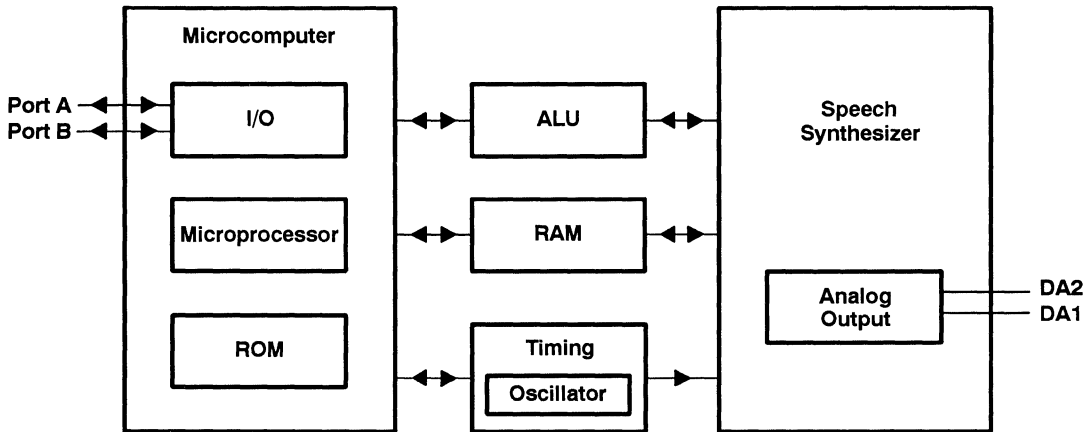 Microcomputer
Port A
Port B
I/O
Microprocessor
ROM
ALU
RAM
Timing
Oscillator
Speech
Synthesizer
Analog
Output
DA2
DA1